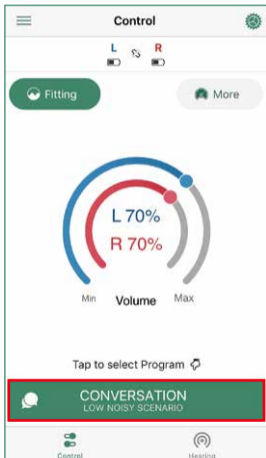 Control
L R
Fitting
More
L 70%
R 70%
Min Volume Max
Tap to select Program
CONVERSATION
LOW NOISY SCENARIO
Control Hearing